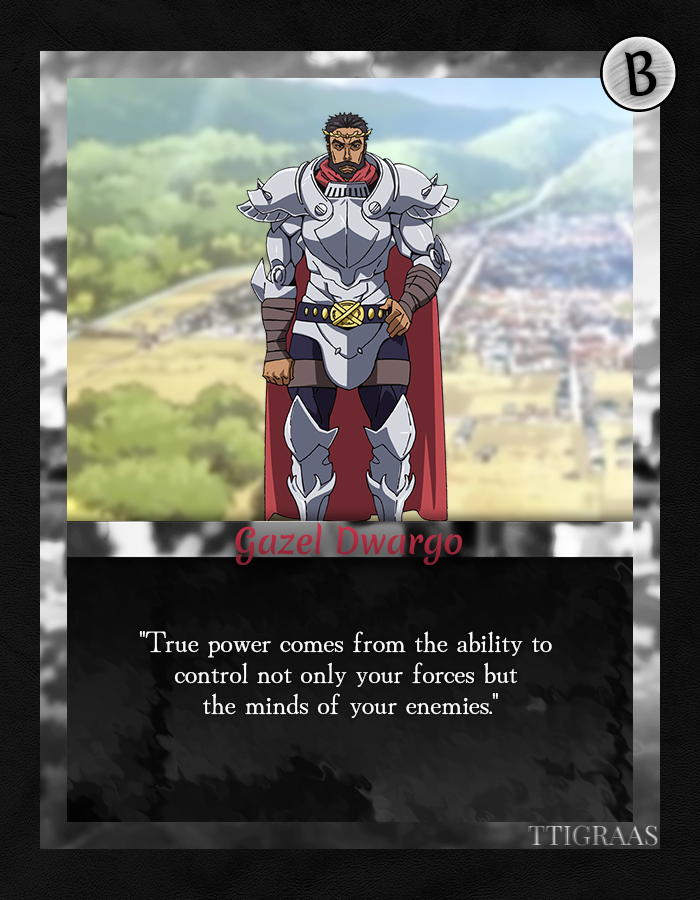 B
Gazel Dwargo
"True power comes from the ability to
control not only your forces but
the minds of your enemies."
TTIGRAAS